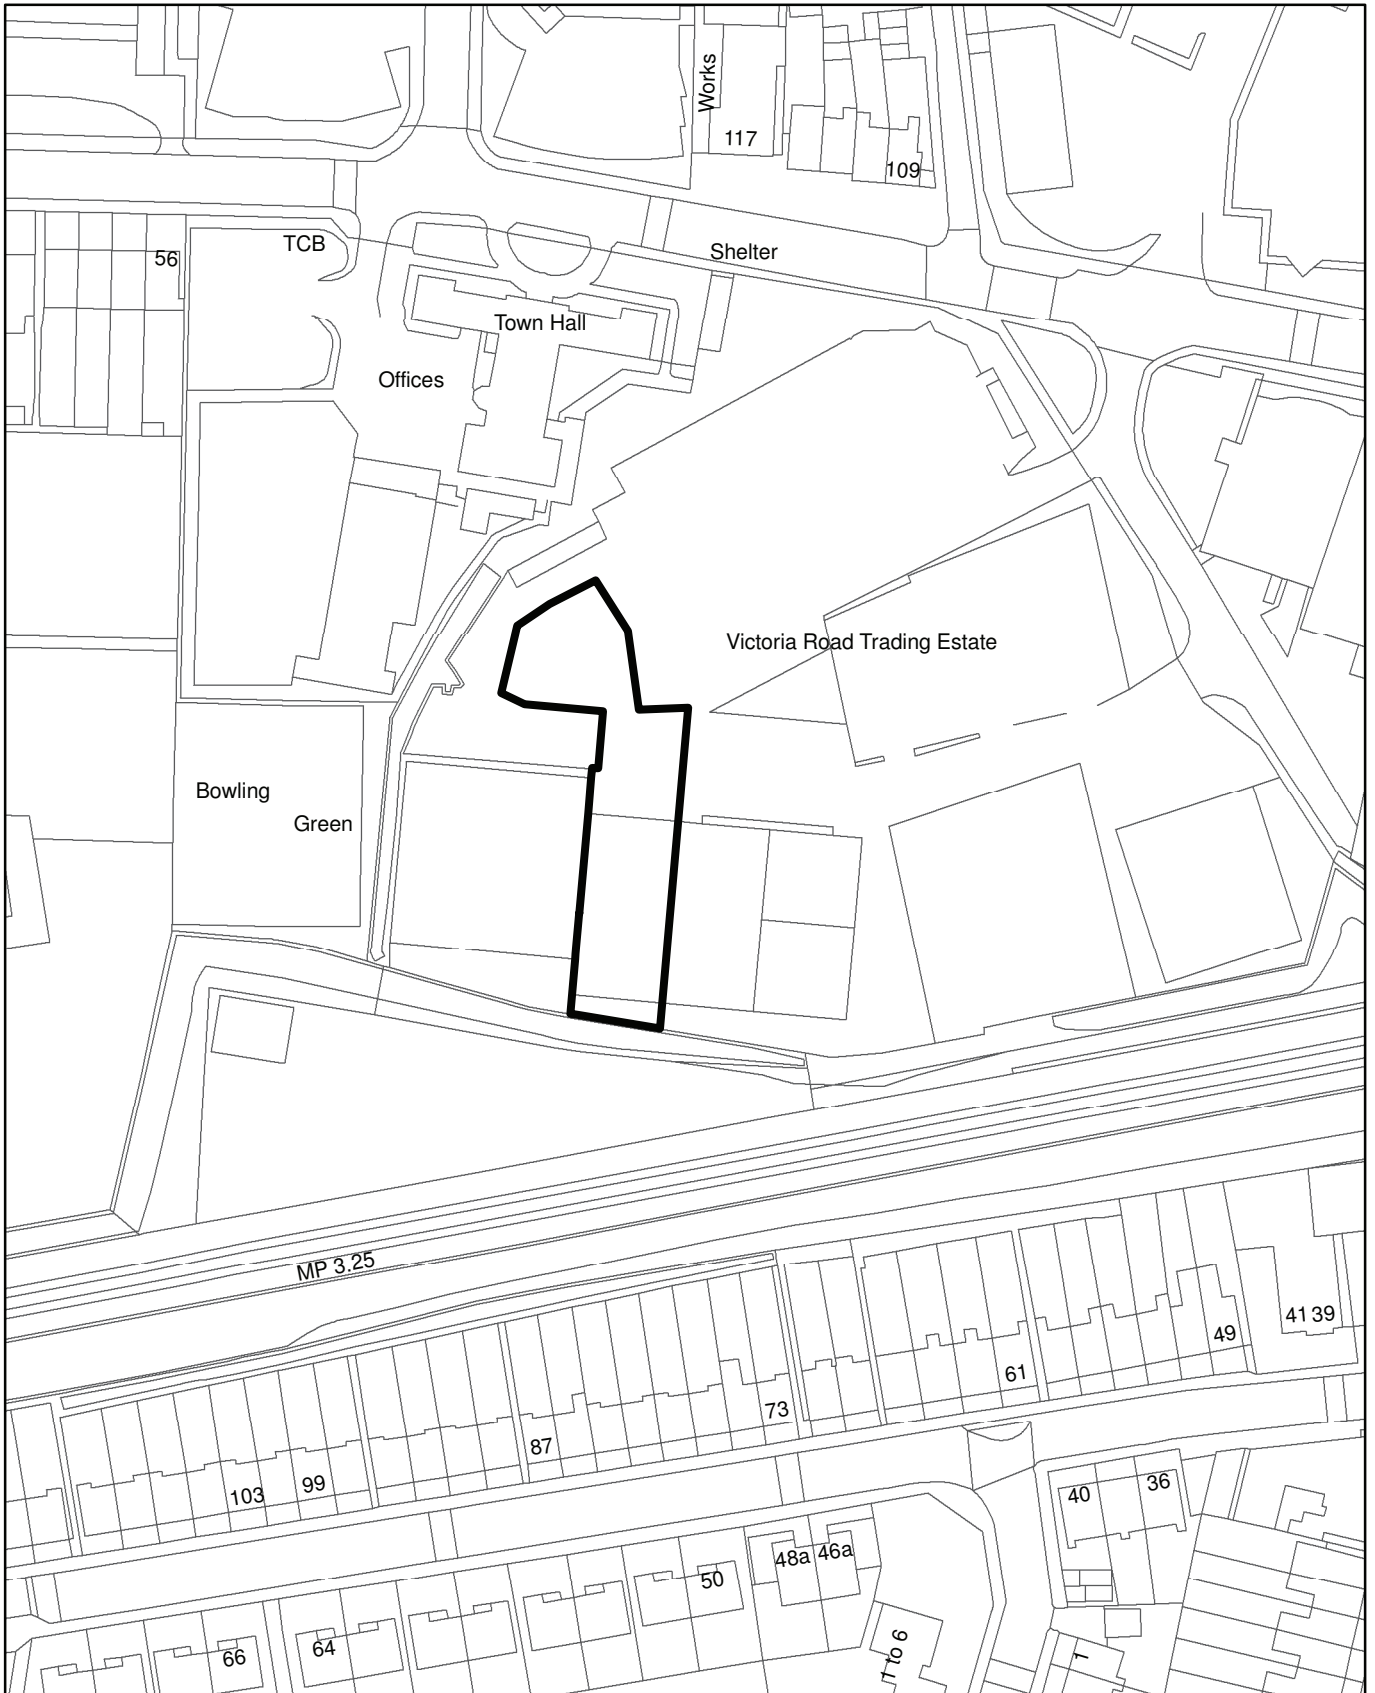 Works
117
109
56
TCB
Shelter
Town Hall
Offices
Victoria Road Trading Estate
Bowling
Green
MP 3.25
41
39
49
61
73
87
99
103
40
36
48a
46a
50
64
66
1 to 6
1